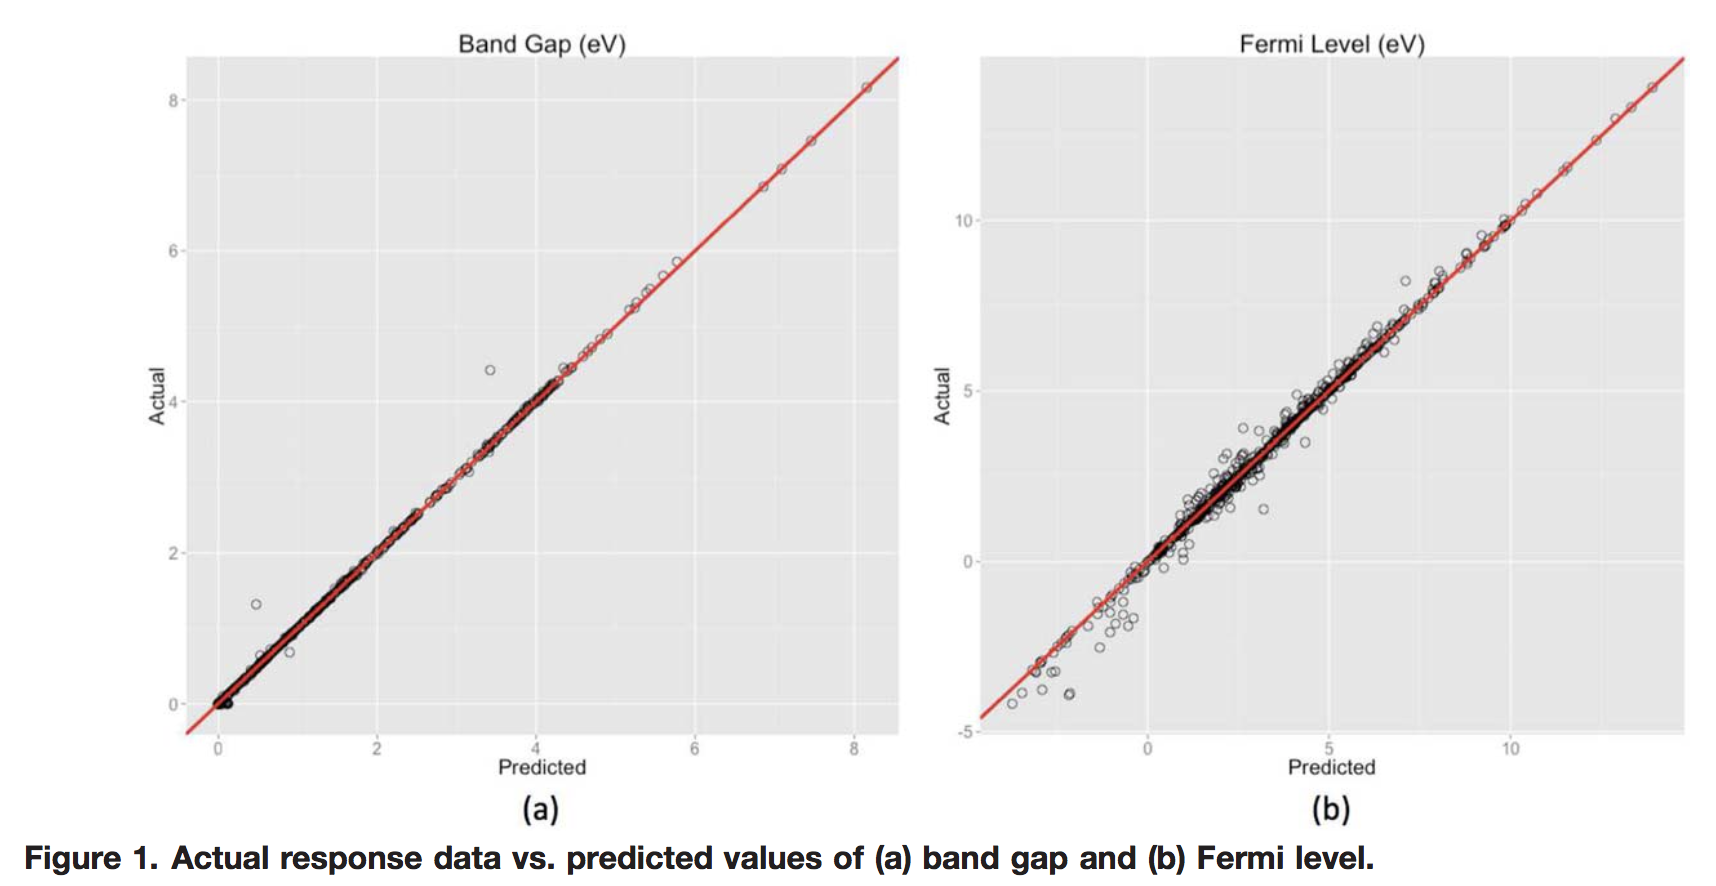 Band Gap (eV)
8
6
4
2
0
Actual
0 2 4 6 8
Predicted
(a)
Fermi Level (eV)
10
5
0
-5
Actual
0 5 10
Predicted
(b)
Figure 1. Actual response data vs. predicted values of (a) band gap and (b) Fermi level.